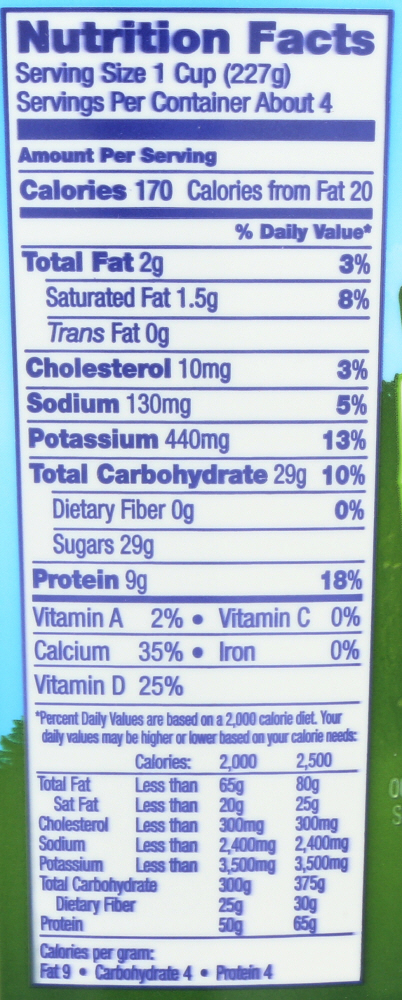 Nutrition Facts
Serving Size 1 Cup (227g)
Servings Per Container About 4
Amount Per Serving
Calories 170 Calories from Fat 20
% Daily Value*
Total Fat 2g 3%
Saturated Fat 1.5g 8%
Trans Fat 0g
Cholesterol 10mg 3%
Sodium 130mg 5%
Potassium 440mg 13%
Total Carbohydrate 29g 10%
Dietary Fiber 0g 0%
Sugars 29g
Protein 9g 18%
Vitamin A 2% • Vitamin C 0%
Calcium 35% • Iron 0%
Vitamin D 25%
*Percent Daily Values are based on a 2,000 calorie diet. Your
daily values may be higher or lower based on your calorie needs:
Calories: 2,000 2,500
Total Fat Less than 65g 80g
Sat Fat Less than 20g 25g
Cholesterol Less than 300mg 300mg
Sodium Less than 2,400mg 2,400mg
Potassium Less than 3,500mg 3,500mg
Total Carbohydrate 300g 375g
Dietary Fiber 25g 30g
Protein 50g 65g
Calories per gram:
Fat 9 • Carbohydrate 4 • Protein 4